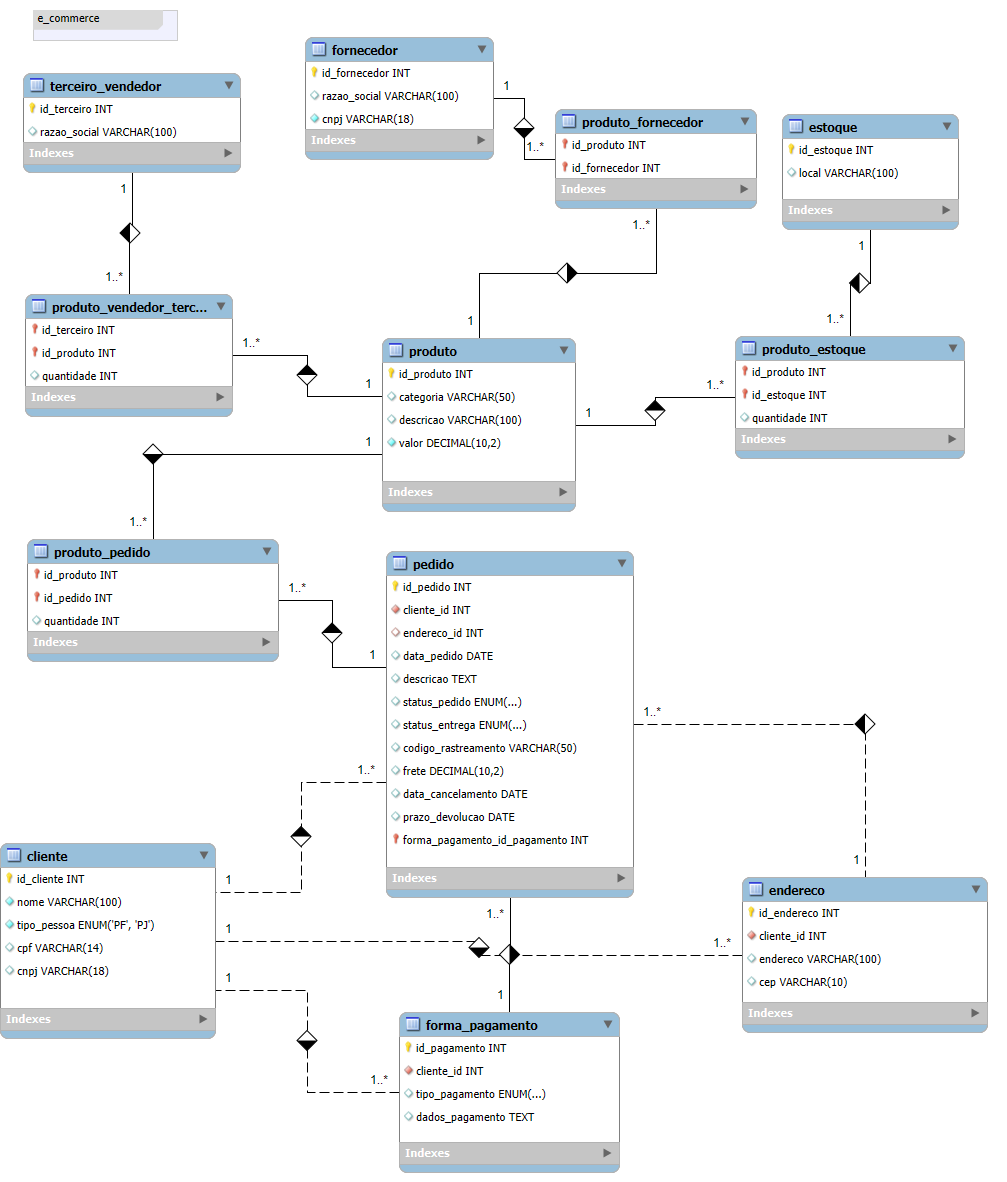 e_commerce
fornecedor
id_fornecedor INT
razao_social VARCHAR(100)
cnpj VARCHAR(18)
Indexes
terceiro_vendedor
id_terceiro INT
razao_social VARCHAR(100)
Indexes
produto_fornecedor
id_produto INT
id_fornecedor INT
Indexes
estoque
id_estoque INT
local VARCHAR(100)
Indexes
1
1..*
1
1..*
1..*
1
1
1..*
produto_vendedor_terc...
id_terceiro INT
id_produto INT
quantidade INT
Indexes
1..*
1
produto
id_produto INT
categoria VARCHAR(50)
descricao VARCHAR(100)
valor DECIMAL(10,2)
Indexes
1
1..*
produto_estoque
id_produto INT
id_estoque INT
quantidade INT
Indexes
1
1..*
produto_pedido
id_produto INT
id_pedido INT
quantidade INT
Indexes
1..*
1
pedido
id_pedido INT
cliente_id INT
endereco_id INT
data_pedido DATE
descricao TEXT
status_pedido ENUM(...)
status_entrega ENUM(...)
codigo_rastreamento VARCHAR(50)
frete DECIMAL(10,2)
data_cancelamento DATE
prazo_devolucao DATE
forma_pagamento_id_pagamento INT
Indexes
1..*
1
1..*
1
cliente
id_cliente INT
nome VARCHAR(100)
tipo_pessoa ENUM('PF', 'PJ')
cpf VARCHAR(14)
cnpj VARCHAR(18)
Indexes
1
1..*
1
1..*
1..*
1
endereco
id_endereco INT
cliente_id INT
endereco VARCHAR(100)
cep VARCHAR(10)
Indexes
forma_pagamento
id_pagamento INT
cliente_id INT
tipo_pagamento ENUM(...)
dados_pagamento TEXT
Indexes